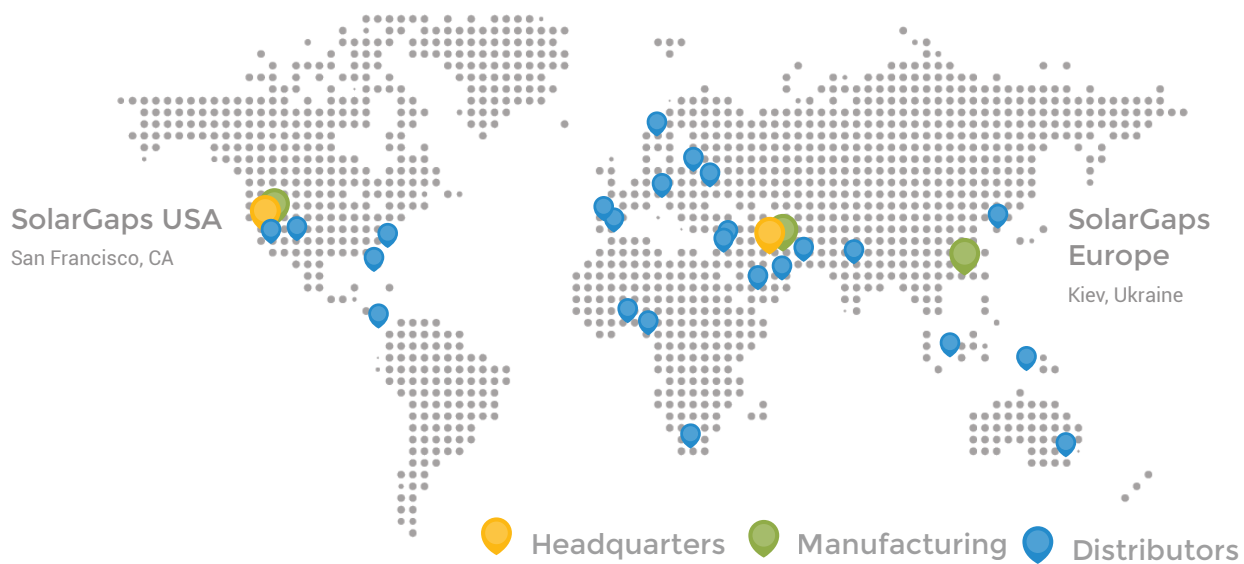 SolarGaps USA
San Francisco, CA
SolarGaps
Europe
Kiev, Ukraine
Headquarters
Manufacturing
Distributors